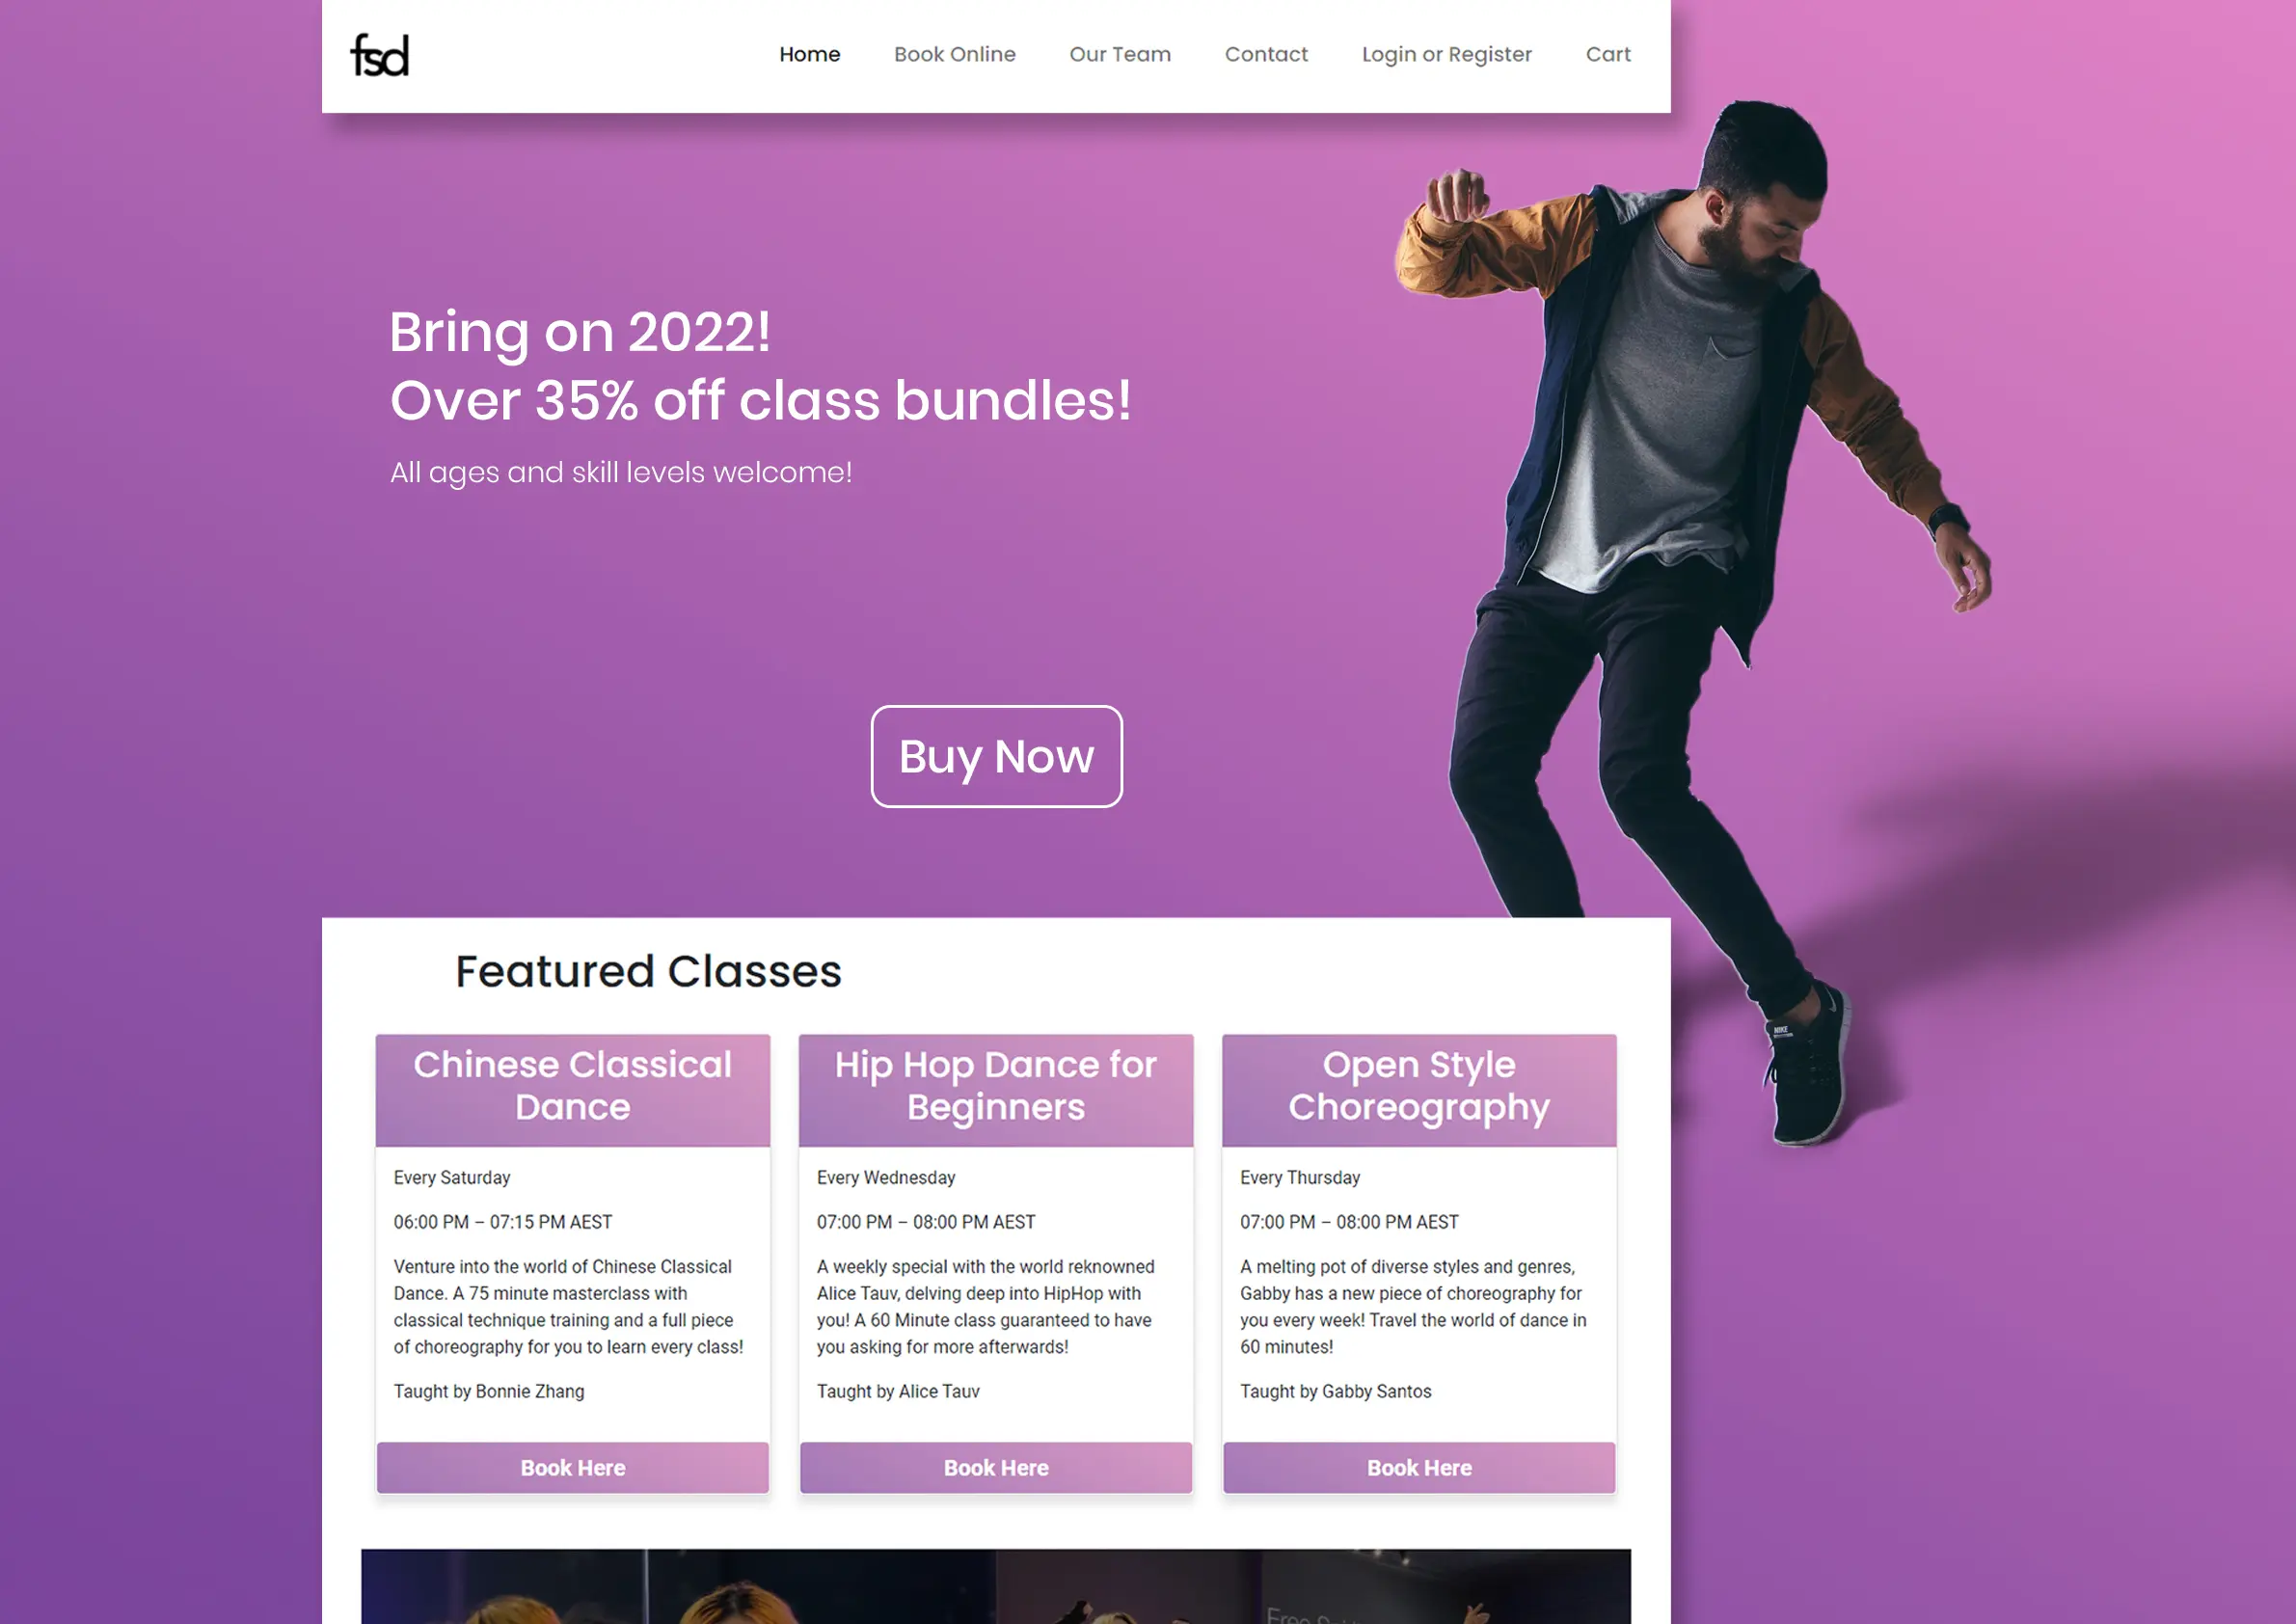 fsd
Home Book Online Our Team Contact Login or Register Cart
Bring on 2022!
Over 35% off class bundles!
All ages and skill levels welcome!
Buy Now
Featured Classes
Chinese Classical
Dance
Every Saturday
06:00 PM – 07:15 PM AEST
Venture into the world of Chinese Classical
Dance. A 75 minute masterclass with
classical technique training and a full piece
of choreography for you to learn every class!
Taught by Bonnie Zhang
Book Here
Hip Hop Dance for
Beginners
Every Wednesday
07:00 PM – 08:00 PM AEST
A weekly special with the world reknowned
Alice Tauv, delving deep into HipHop with
you! A 60 Minute class guaranteed to have
you asking for more afterwards!
Taught by Alice Tauv
Book Here
Open Style
Choreography
Every Thursday
07:00 PM – 08:00 PM AEST
A melting pot of diverse styles and genres,
Gabby has a new piece of choreography for
you every week! Travel the world of dance in
60 minutes!
Taught by Gabby Santos
Book Here
NIKE